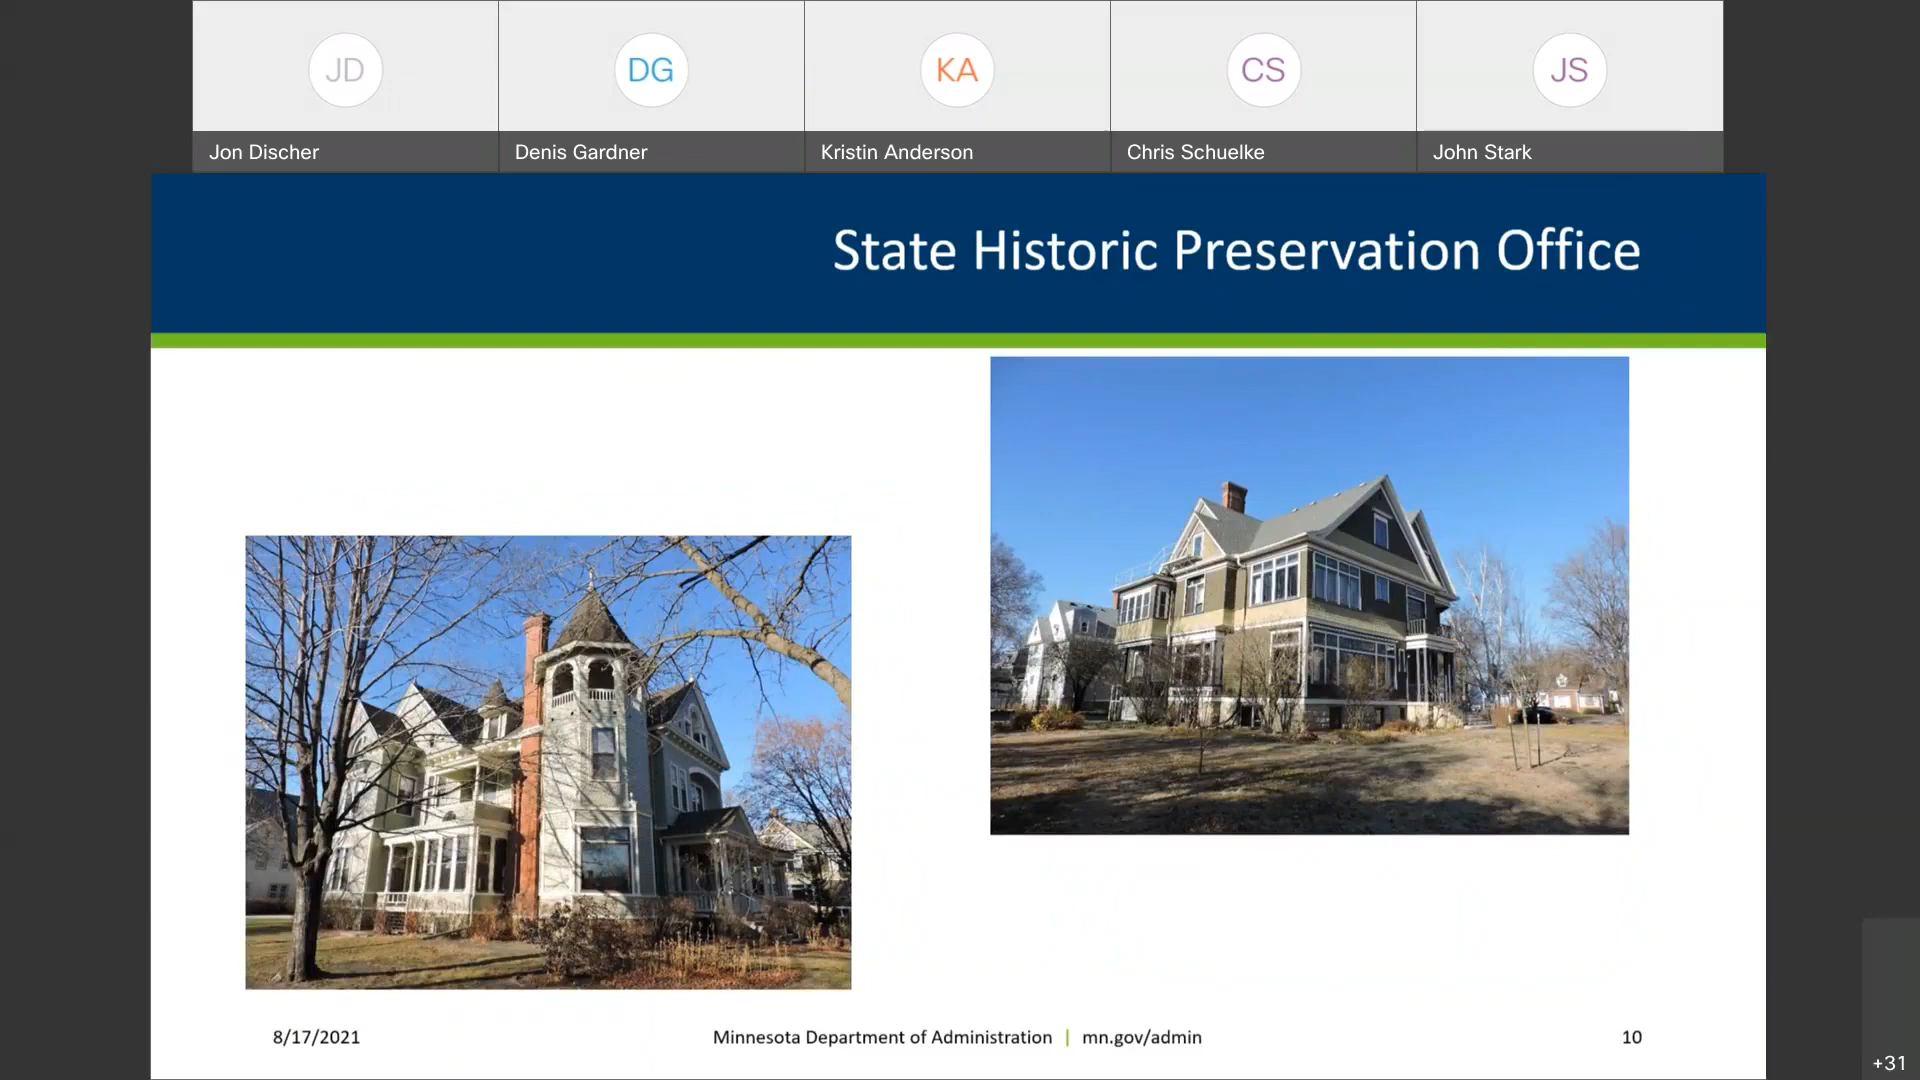 JD
DG
KA
CS
JS
Jon Discher
Denis Gardner
Kristin Anderson
Chris Schuelke
John Stark
State Historic Preservation Office
8/17/2021
Minnesota Department of Administration | mn.gov/admin
10
+31